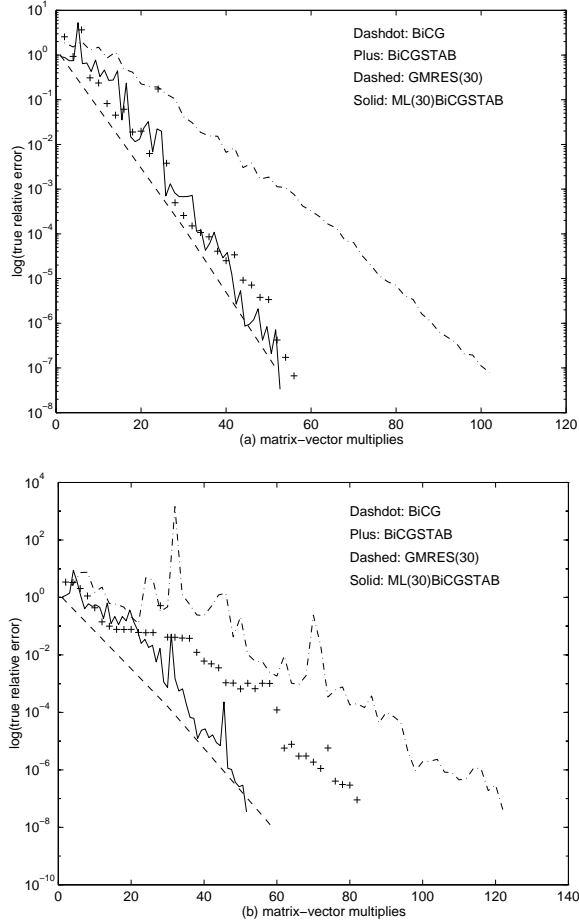 10^1
10^0
10^-1
10^-2
10^-3
10^-4
10^-5
10^-6
10^-7
10^-8
log(true relative error)
Dashdot: BiCG
Plus: BiCGSTAB
Dashed: GMRES(30)
Solid: ML(30)BiCGSTAB
0 20 40 60 80 100 120
(a) matrix−vector multiplies
10^4
10^2
10^0
10^-2
10^-4
10^-6
10^-8
10^-10
log(true relative error)
Dashdot: BiCG
Plus: BiCGSTAB
Dashed: GMRES(30)
Solid: ML(30)BiCGSTAB
0 20 40 60 80 100 120 140
(b) matrix−vector multiplies